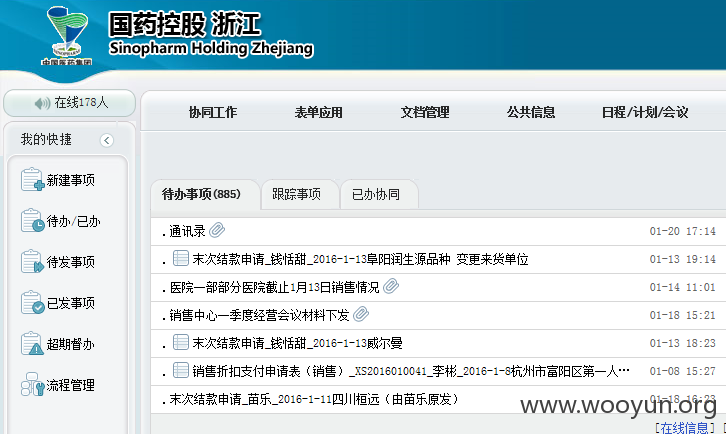 国药控股 浙江
Sinopharm Holding Zhejiang
SINOPHARM
中国医药集团
在线178人
协同工作 表单应用 文档管理 公共信息 日程/计划/会议
我的快捷
新建事项
待办/已办
待发事项
已发事项
超期督办
流程管理
待办事项(885) 跟踪事项 已办协同
. 通讯录 01-20 17:14
. 末次结款申请_钱恬甜_2016-1-13阜阳润生源品种 变更来货单位 01-13 19:14
. 医院一部部分医院截止1月13日销售情况 01-14 11:01
. 销售中心一季度经营会议材料下发 01-18 15:21
. 末次结款申请_钱恬甜_2016-1-13威尔曼 01-13 18:23
. 销售折扣支付申请表（销售）_XS2016010041_李彬_2016-1-8杭州市富阳区第一人… 01-08 15:27
. 末次结款申请_苗乐_2016-1-11四川桓远（由苗乐原发） 01-18 16:23
www.wooyun.org
[在线信息] [